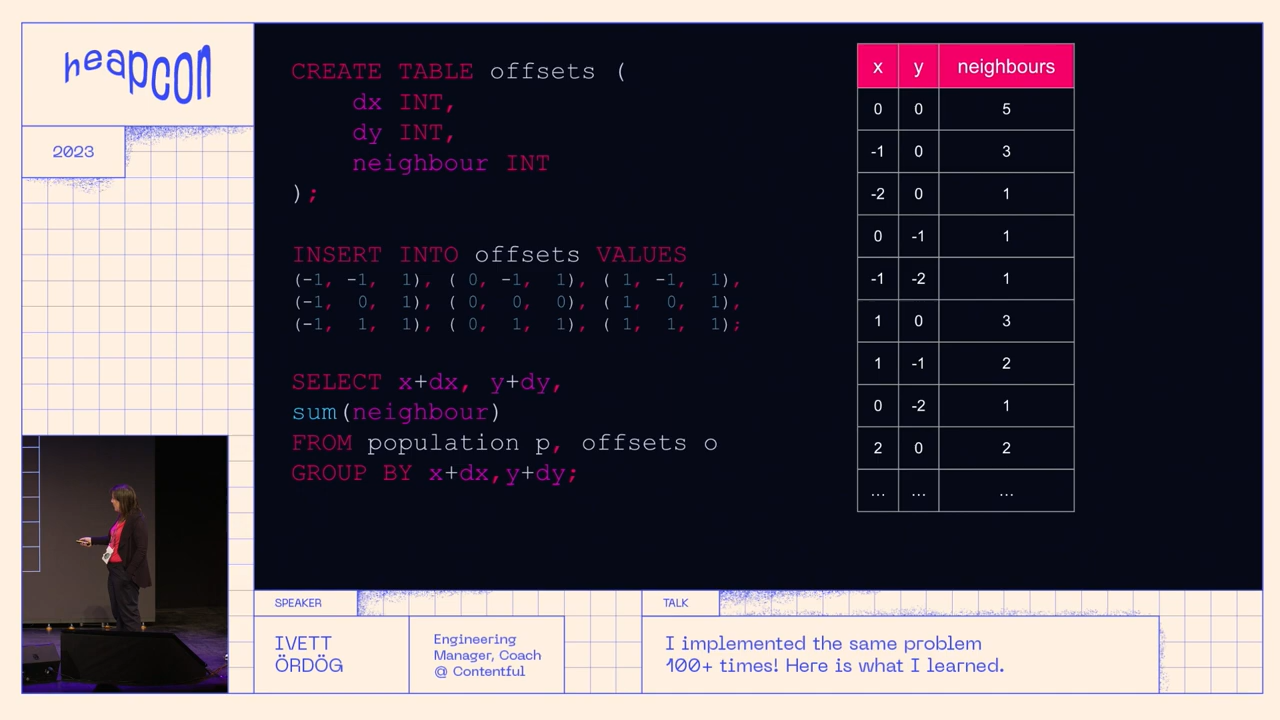 heapcon
2023
CREATE TABLE offsets (
dx INT,
dy INT,
neighbour INT
);
INSERT INTO offsets VALUES
(-1, -1, 1), ( 0, -1, 1), ( 1, -1, 1),
(-1, 0, 1), ( 0, 0, 0), ( 1, 0, 1),
(-1, 1, 1), ( 0, 1, 1), ( 1, 1, 1);
SELECT x+dx, y+dy,
sum(neighbour)
FROM population p, offsets o
GROUP BY x+dx,y+dy;
x y neighbours
0 0 5
-1 0 3
-2 0 1
0 -1 1
-1 -2 1
1 0 3
1 -1 2
0 -2 1
2 0 2
... ... ...
SPEAKER
IVETT
ÖRDÖG
Engineering
Manager, Coach
@ Contentful
TALK
I implemented the same problem
100+ times! Here is what I learned.